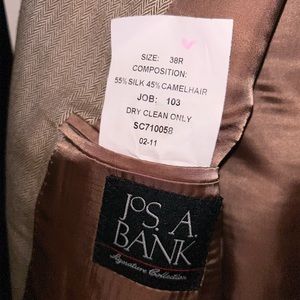 SIZE: 38R
COMPOSITION:
55% SILK 45% CAMELHAIR
JOB: 103
DRY CLEAN ONLY
SC710058
02-11
JOS. A.
BANK
Signature Collection